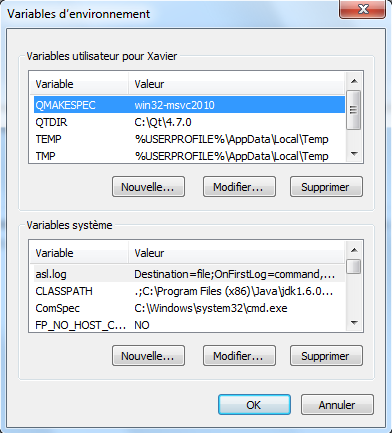 Variables d'environnement
Variables utilisateur pour Xavier
Variable Valeur
QMAKESPEC win32-msvc2010
QTDIR C:\Qt\4.7.0
TEMP %USERPROFILE%\AppData\Local\Temp
TMP %USERPROFILE%\AppData\Local\Temp
Nouvelle... Modifier... Supprimer
Variables système
Variable Valeur
asl.log Destination=file;OnFirstLog=command,...
CLASSPATH .;C:\Program Files (x86)\Java\jdk1.6.0...
ComSpec C:\Windows\system32\cmd.exe
FP_NO_HOST_C... NO
Nouvelle... Modifier... Supprimer
OK Annuler